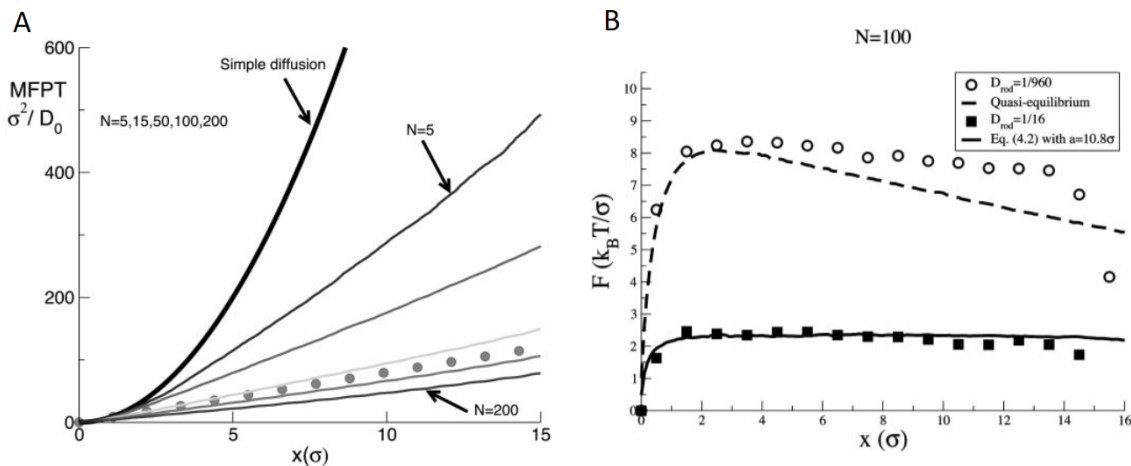 A
600
MFPT
σ²/ D₀
400
200
0
Simple diffusion
N=5,15,50,100,200
N=5
N=200
0
5
10
15
x(σ)
B
N=100
D_rod=1/960
Quasi-equilibrium
D_rod=1/16
Eq. (4.2) with a=10.8σ
F (k_BT/σ)
10
9
8
7
6
5
4
3
2
1
0
0
2
4
6
8
10
12
14
16
x (σ)